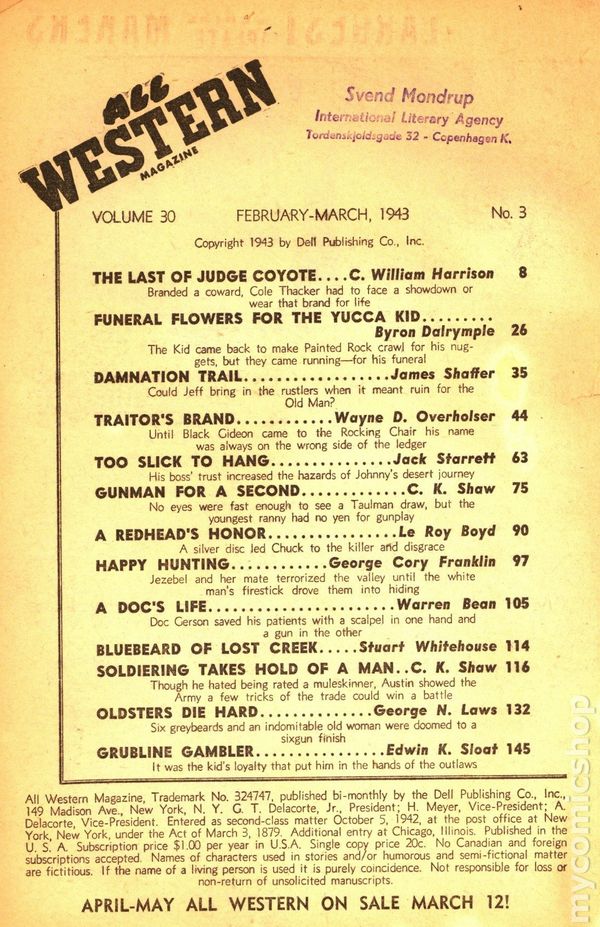 ALL
WESTERN
MAGAZINE
Svend Mondrup
International Literary Agency
Tordenskjoldsgade 32 - Copenhagen K.
VOLUME 30 FEBRUARY-MARCH, 1943 No. 3
Copyright 1943 by Dell Publishing Co., Inc.
THE LAST OF JUDGE COYOTE....C. William Harrison 8
Branded a coward, Cole Thacker had to face a showdown or
wear that brand for life
FUNERAL FLOWERS FOR THE YUCCA KID.........
Byron Dalrymple 26
The Kid came back to make Painted Rock crawl for his nug-
gets, but they came running—for his funeral
DAMNATION TRAIL..................James Shaffer 35
Could Jeff bring in the rustlers when it meant ruin for the
Old Man?
TRAITOR'S BRAND............Wayne D. Overholser 44
Until Black Gideon came to the Rocking Chair his name
was always on the wrong side of the ledger
TOO SLICK TO HANG...............Jack Starrett 63
His boss' trust increased the hazards of Johnny's desert journey
GUNMAN FOR A SECOND.............C. K. Shaw 75
No eyes were fast enough to see a Taulman draw, but the
youngest ranny had no yen for gunplay
A REDHEAD'S HONOR................Le Roy Boyd 90
A silver disc led Chuck to the killer and disgrace
HAPPY HUNTING............George Cory Franklin 97
Jezebel and her mate terrorized the valley until the white
man's firestick drove them into hiding
A DOC'S LIFE.......................Warren Bean 105
Doc Gerson saved his patients with a scalpel in one hand and
a gun in the other
BLUEBEARD OF LOST CREEK.....Stuart Whitehouse 114
SOLDIERING TAKES HOLD OF A MAN..C. K. Shaw 116
Though he hated being rated a muleskinner, Austin showed the
Army a few tricks of the trade could win a battle
OLDSTERS DIE HARD..............George N. Laws 132
Six greybeards and an indomitable old woman were doomed to a
sixgun finish
GRUBLINE GAMBLER................Edwin K. Sloat 145
It was the kid's loyalty that put him in the hands of the outlaws
All Western Magazine, Trademark No. 324747, published bi-monthly by the Dell Publishing Co., Inc.,
149 Madison Ave., New York, N. Y. G. T. Delacorte, Jr., President; H. Meyer, Vice-President; A.
Delacorte, Vice-President. Entered as second-class matter October 5, 1942, at the post office at New
York, New York, under the Act of March 3, 1879. Additional entry at Chicago, Illinois. Published in the
U. S. A. Subscription price $1.00 per year in U.S.A. Single copy price 20c. No Canadian and foreign
subscriptions accepted. Names of characters used in stories and/or humorous and semi-fictional matter
are fictitious. If the name of a living person is used it is purely coincidence. Not responsible for loss or
non-return of unsolicited manuscripts.
APRIL-MAY ALL WESTERN ON SALE MARCH 12!
mycomicshop